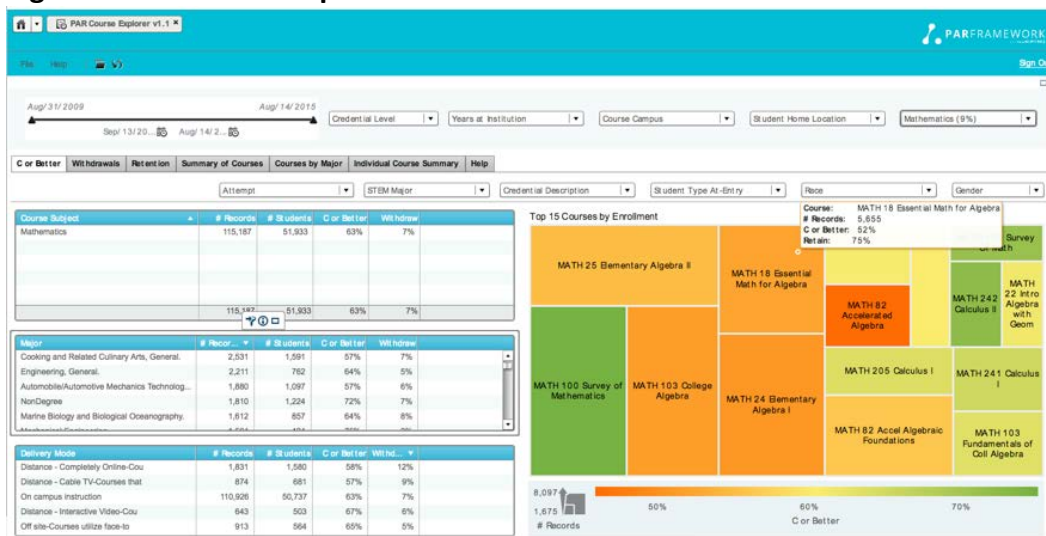 PAR Course Explorer v1.1 ×
PARFRAMEWORK
File Help
Sign O
Aug/ 31/ 2009 Aug/ 14/ 2015
Sep/ 13/ 20... Aug/ 14/ 2...
Credential Level Years at Institution Course Campus Student Home Location Mathematics (9%)
C or Better Withdrawals Retention Summary of Courses Courses by Major Individual Course Summary Help
Attempt STEM Major Credential Description Student Type At-Entry Race Gender
Course Subject # Records # Students C or Better Withdraw
Mathematics 115,187 51,933 63% 7%
115,187 51,933 63% 7%
Major # Recor... # Students C or Better Withdraw
Cooking and Related Culinary Arts, General. 2,531 1,591 57% 7%
Engineering, General. 2,211 762 64% 5%
Automobile/Automotive Mechanics Technolog... 1,880 1,097 57% 6%
NonDegree 1,810 1,224 72% 7%
Marine Biology and Biological Oceanography. 1,612 857 64% 8%
Delivery Mode # Records # Students C or Better Withd...
Distance - Completely Online-Cou 1,831 1,580 58% 12%
Distance - Cable TV-Courses that 874 681 57% 9%
On campus instruction 110,926 50,737 63% 7%
Distance - Interactive Video-Cou 643 503 67% 6%
Off site-Courses utilize face-to 913 564 65% 5%
Top 15 Courses by Enrollment
Course: MATH 18 Essential Math for Algebra
# Records: 5,655
C or Better: 52%
Retain: 75%
MATH 25 Elementary Algebra II
MATH 100 Survey of
Mathematics
MATH 103 College
Algebra
MATH 18 Essential
Math for Algebra
MATH 24 Elementary
Algebra I
MATH 82
Accelerated
Algebra
MATH 205 Calculus I
MATH 82 Accel Algebraic
Foundations
Survey
MATH 242
Calculus II
MATH
22 Intro
Algebra
with
Geom
MATH 241 Calculus
I
MATH 103
Fundamentals of
Coll Algebra
8,097
1,675
# Records
50% 60% 70%
C or Better